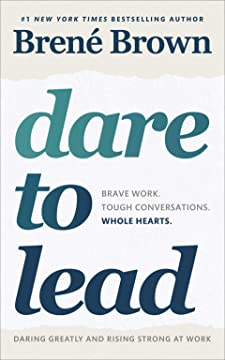 #1 NEW YORK TIMES BESTSELLING AUTHOR
Brené Brown
dare
to
BRAVE WORK.
TOUGH CONVERSATIONS.
WHOLE HEARTS.
lead
DARING GREATLY AND RISING STRONG AT WORK